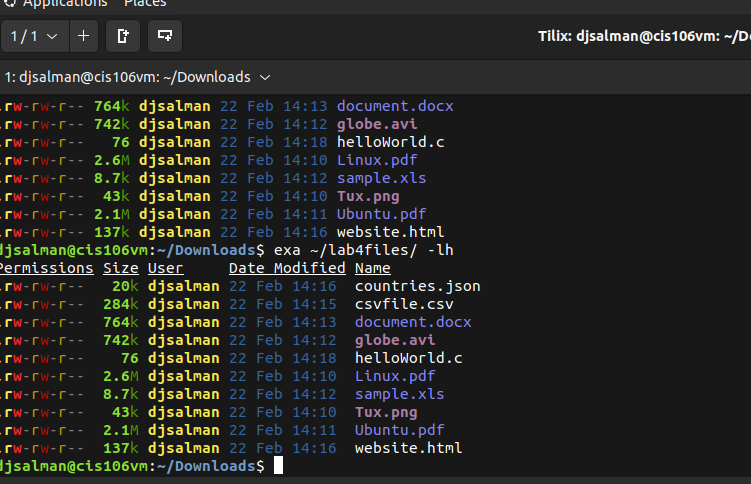 Applications Places
1 / 1
Tilix: djsalman@cis106vm: ~/Do
1: djsalman@cis106vm: ~/Downloads
.rw-rw-r-- 764k djsalman 22 Feb 14:13 document.docx
.rw-rw-r-- 742k djsalman 22 Feb 14:12 globe.avi
.rw-rw-r-- 76 djsalman 22 Feb 14:18 helloWorld.c
.rw-rw-r-- 2.6M djsalman 22 Feb 14:10 Linux.pdf
.rw-rw-r-- 8.7k djsalman 22 Feb 14:12 sample.xls
.rw-rw-r-- 43k djsalman 22 Feb 14:10 Tux.png
.rw-rw-r-- 2.1M djsalman 22 Feb 14:11 Ubuntu.pdf
.rw-rw-r-- 137k djsalman 22 Feb 14:16 website.html
djsalman@cis106vm:~/Downloads$ exa ~/lab4files/ -lh
Permissions Size User Date Modified Name
.rw-rw-r-- 20k djsalman 22 Feb 14:16 countries.json
.rw-rw-r-- 284k djsalman 22 Feb 14:15 csvfile.csv
.rw-rw-r-- 764k djsalman 22 Feb 14:13 document.docx
.rw-rw-r-- 742k djsalman 22 Feb 14:12 globe.avi
.rw-rw-r-- 76 djsalman 22 Feb 14:18 helloWorld.c
.rw-rw-r-- 2.6M djsalman 22 Feb 14:10 Linux.pdf
.rw-rw-r-- 8.7k djsalman 22 Feb 14:12 sample.xls
.rw-rw-r-- 43k djsalman 22 Feb 14:10 Tux.png
.rw-rw-r-- 2.1M djsalman 22 Feb 14:11 Ubuntu.pdf
.rw-rw-r-- 137k djsalman 22 Feb 14:16 website.html
djsalman@cis106vm:~/Downloads$